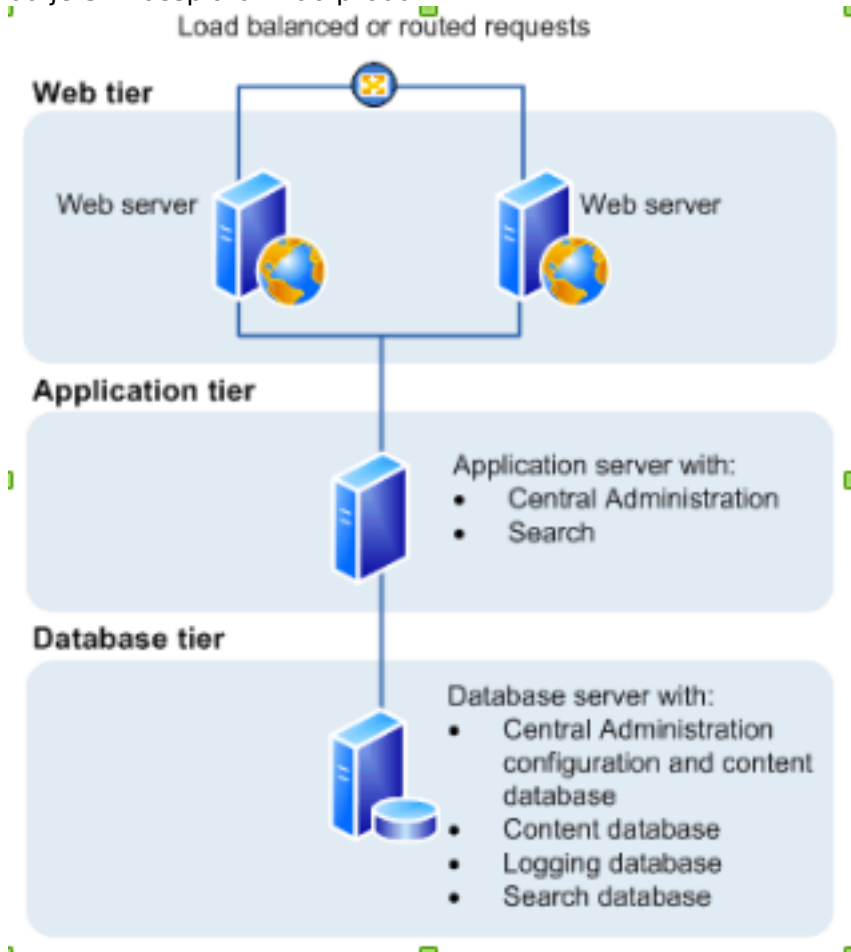 Load balanced or routed requests
Web tier
Web server
Web server
Application tier
Application server with:
• Central Administration
• Search
Database tier
Database server with:
• Central Administration
configuration and content
database
• Content database
• Logging database
• Search database